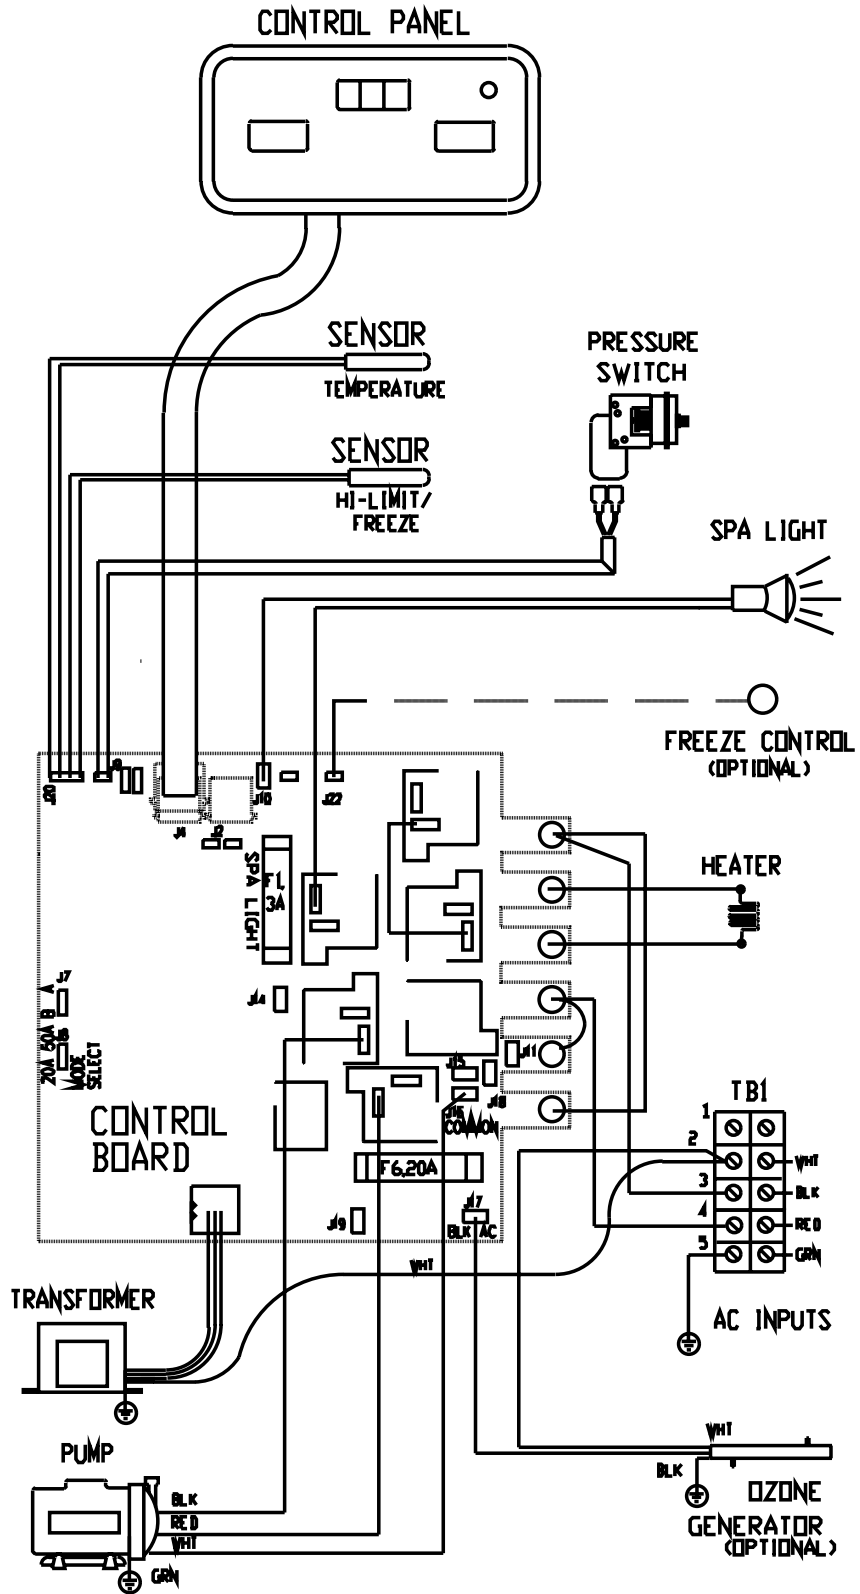 CONTROL PANEL
SENSOR
TEMPERATURE
PRESSURE
SWITCH
SENSOR
HI-LIMIT/
FREEZE
SPA LIGHT
FREEZE CONTROL
(OPTIONAL)
J9
J20
J10
J22
J4
J2
SPA LIGHT
F1,
3A
HEATER
J7
A
B
J14
50A
20A
MODE
SELECT
J11
J15
J18
J16
COMMON
CONTROL
BOARD
TB1
1
2
WHT
3
BLK
4
RED
5
GRN
F6,20A
J17
J19
BLK AC
WHT
TRANSFORMER
AC INPUTS
PUMP
WHT
BLK
OZONE
GENERATOR
(OPTIONAL)
BLK
RED
WHT
GRN